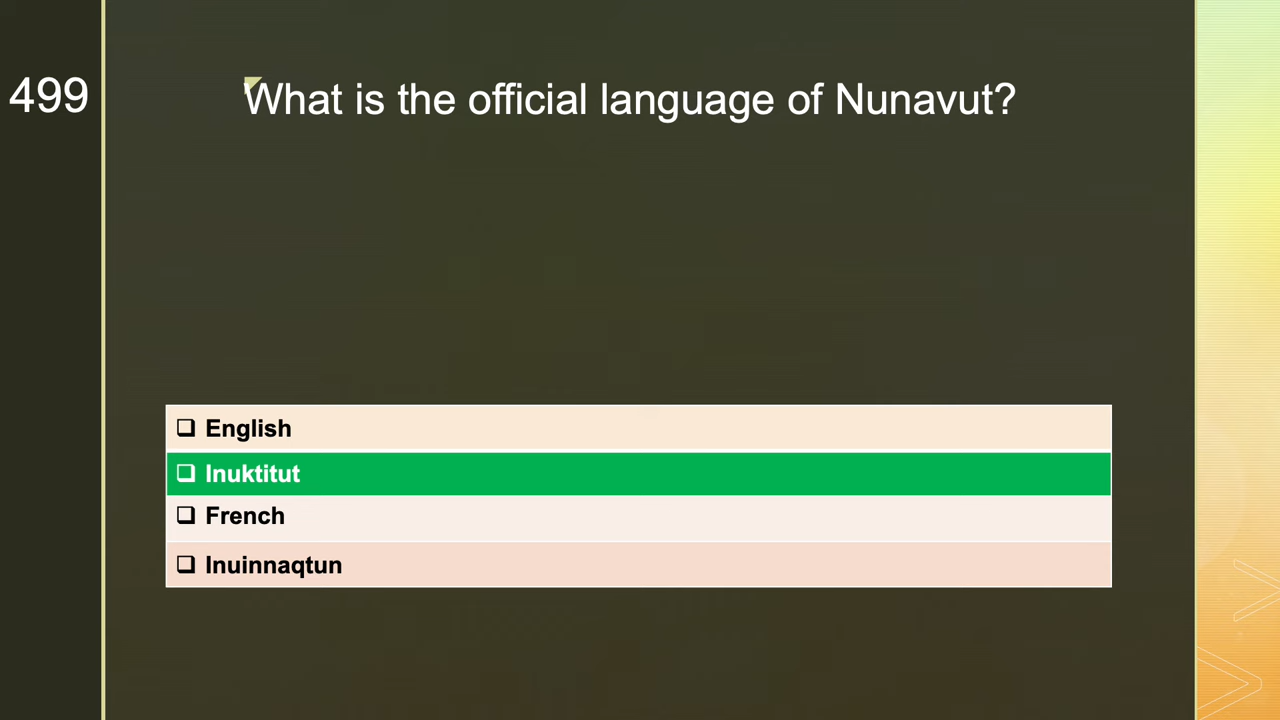 499
What is the official language of Nunavut?
English
Inuktitut
French
Inuinnaqtun